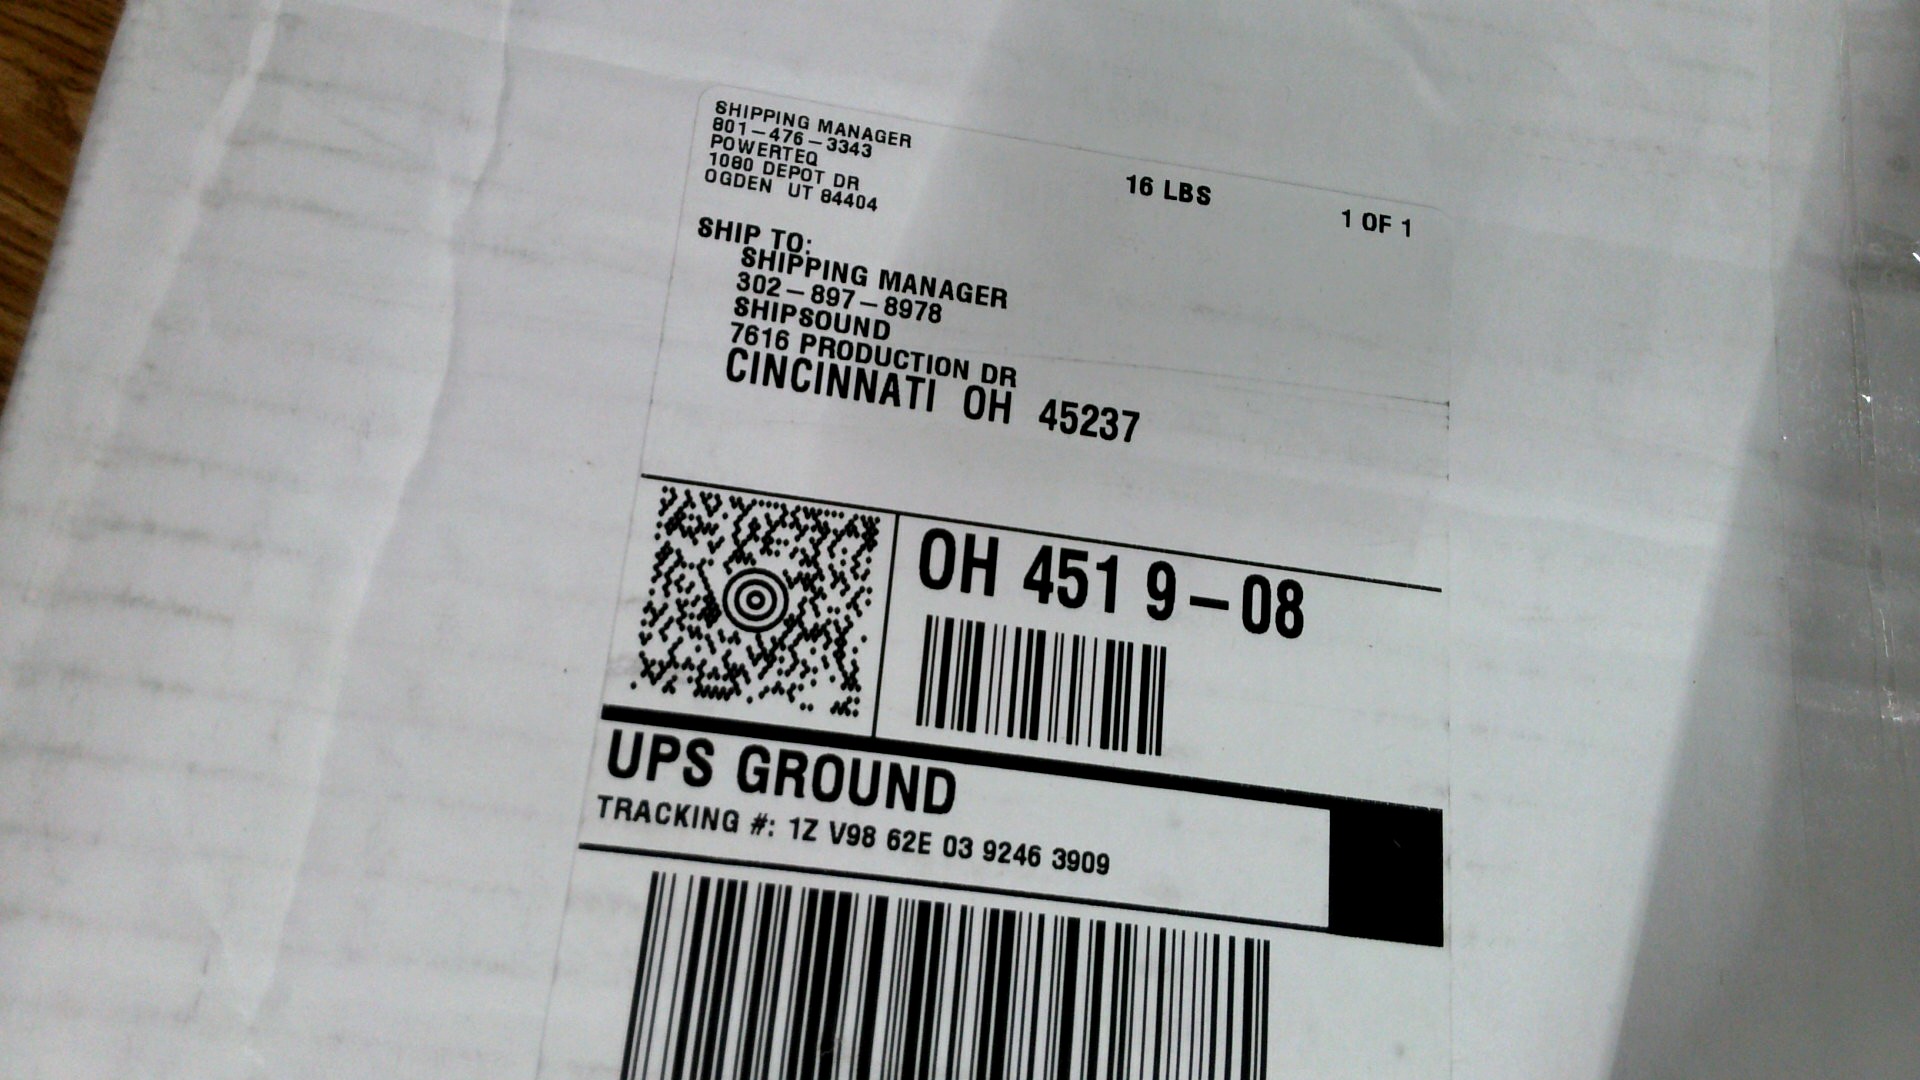 SHIPPING MANAGER
801-476-3343
POWERTEQ
1080 DEPOT DR
OGDEN UT 84404
16 LBS
1 OF 1
SHIP TO:
SHIPPING MANAGER
302-897-8978
SHIPSOUND
7616 PRODUCTION DR
CINCINNATI OH 45237
OH 451 9-08
UPS GROUND
TRACKING #: 1Z V98 62E 03 9246 3909